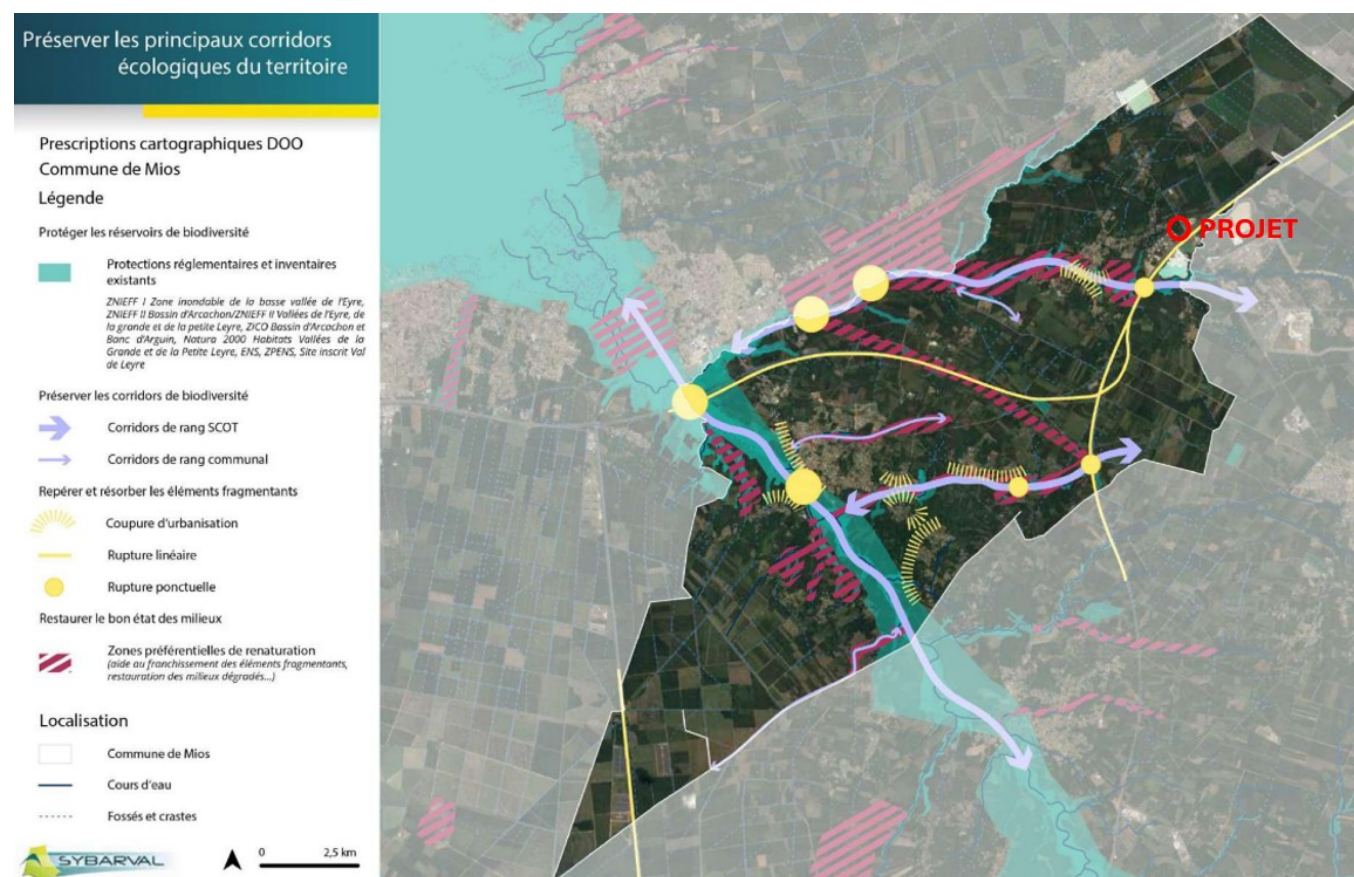 Préserver les principaux corridors
écologiques du territoire
Prescriptions cartographiques DOO
Commune de Mios
Légende
Protéger les réservoirs de biodiversité
Protections réglementaires et inventaires
existants
ZNIEFF I Zone inondable de la basse vallée de l'Eyre,
ZNIEFF II Bassin d'Arcachon/ZNIEFF II Vallées de l'Eyre, de
la grande et de la petite Leyre, ZICO Bassin d'Arcachon et
Banc d'Arguin, Natura 2000 Habitats Vallées de la
Grande et de la Petite Leyre, ENS, ZPENS, Site inscrit Val
de Leyre
Préserver les corridors de biodiversité
Corridors de rang SCOT
Corridors de rang communal
Repérer et résorber les éléments fragmentants
Coupure d'urbanisation
Rupture linéaire
Rupture ponctuelle
Restaurer le bon état des milieux
Zones préférentielles de renaturation
(aide au franchissement des éléments fragmentants,
restauration des milieux dégradés...)
Localisation
Commune de Mios
Cours d'eau
Fossés et crastes
SYBARVAL
0 2,5 km
PROJET